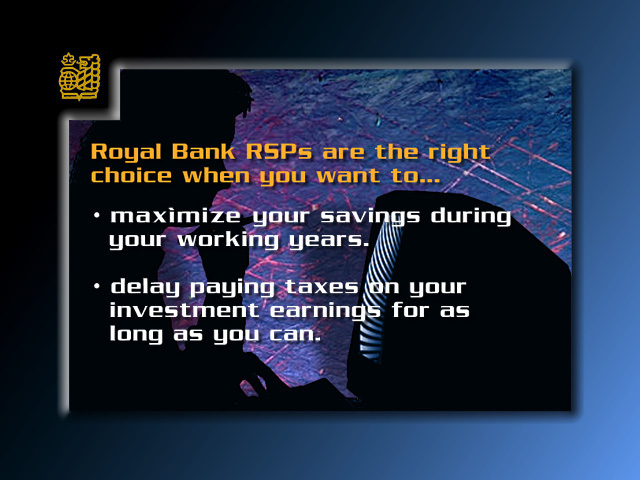 Royal Bank RSPs are the right
choice when you want to...
• maximize your savings during
your working years.
• delay paying taxes on your
investment earnings for as
long as you can.